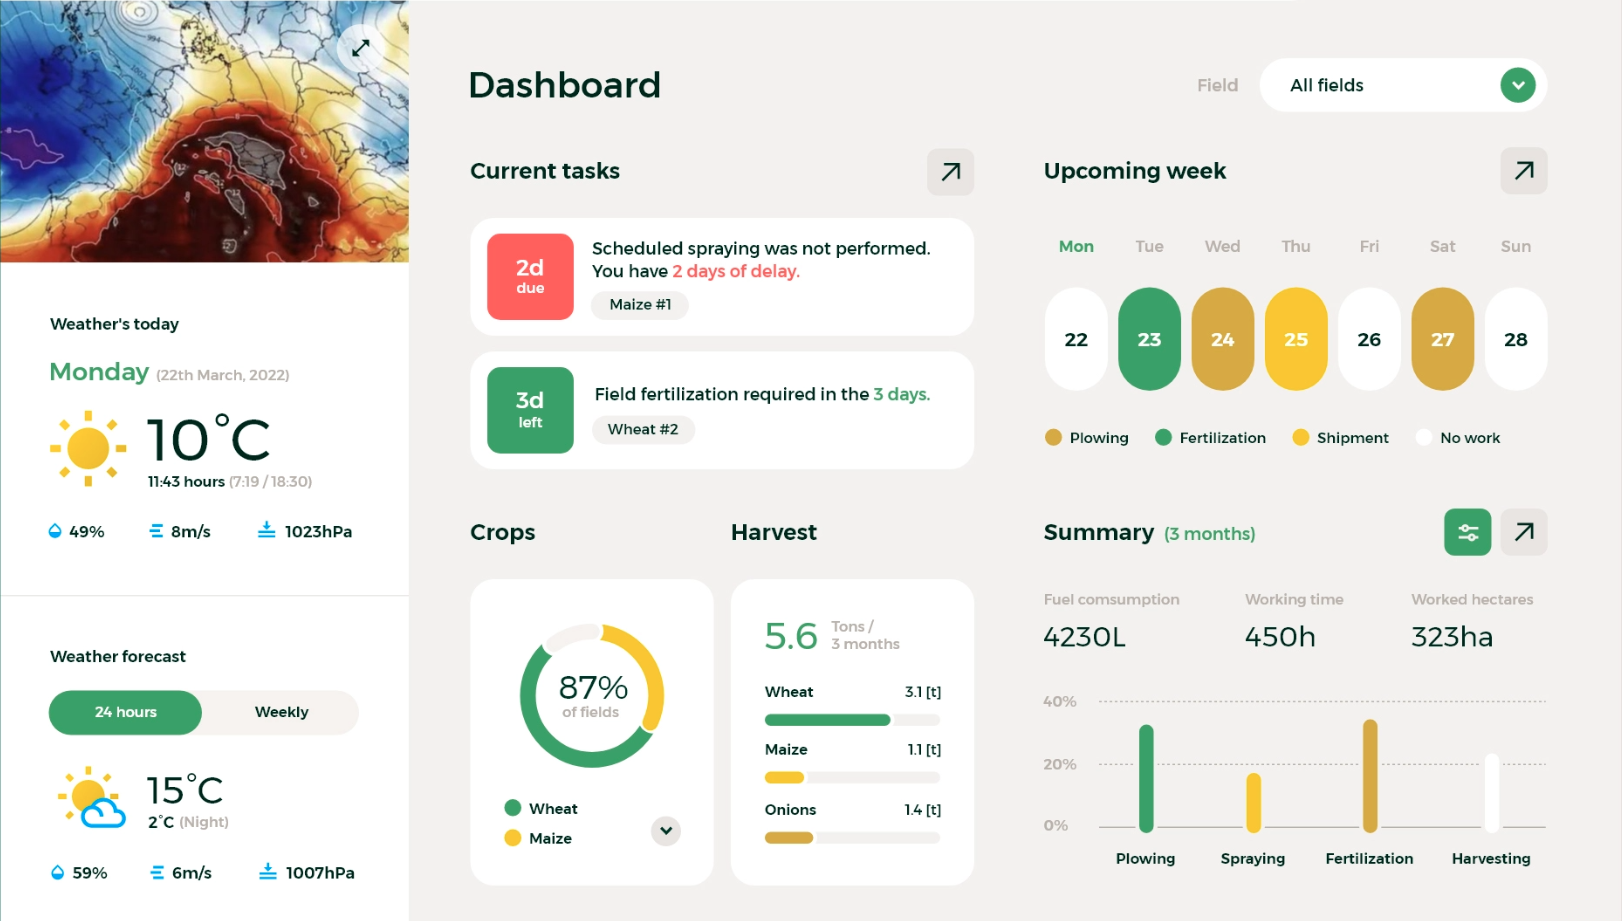 Dashboard
Field
All fields
Weather's today
Monday (22th March, 2022)
10°C
11:43 hours (7:19 / 18:30)
49%
8m/s
1023hPa
Weather forecast
24 hours
Weekly
15°C
2°C (Night)
59%
6m/s
1007hPa
Current tasks
2d
due
Scheduled spraying was not performed.
You have 2 days of delay.
Maize #1
3d
left
Field fertilization required in the 3 days.
Wheat #2
Upcoming week
Mon Tue Wed Thu Fri Sat Sun
22 23 24 25 26 27 28
Plowing
Fertilization
Shipment
No work
Crops
87%
of fields
Wheat
Maize
Harvest
5.6
Tons /
3 months
Wheat 3.1 [t]
Maize 1.1 [t]
Onions 1.4 [t]
Summary (3 months)
Fuel comsumption
4230L
Working time
450h
Worked hectares
323ha
40%
20%
0%
Plowing
Spraying
Fertilization
Harvesting